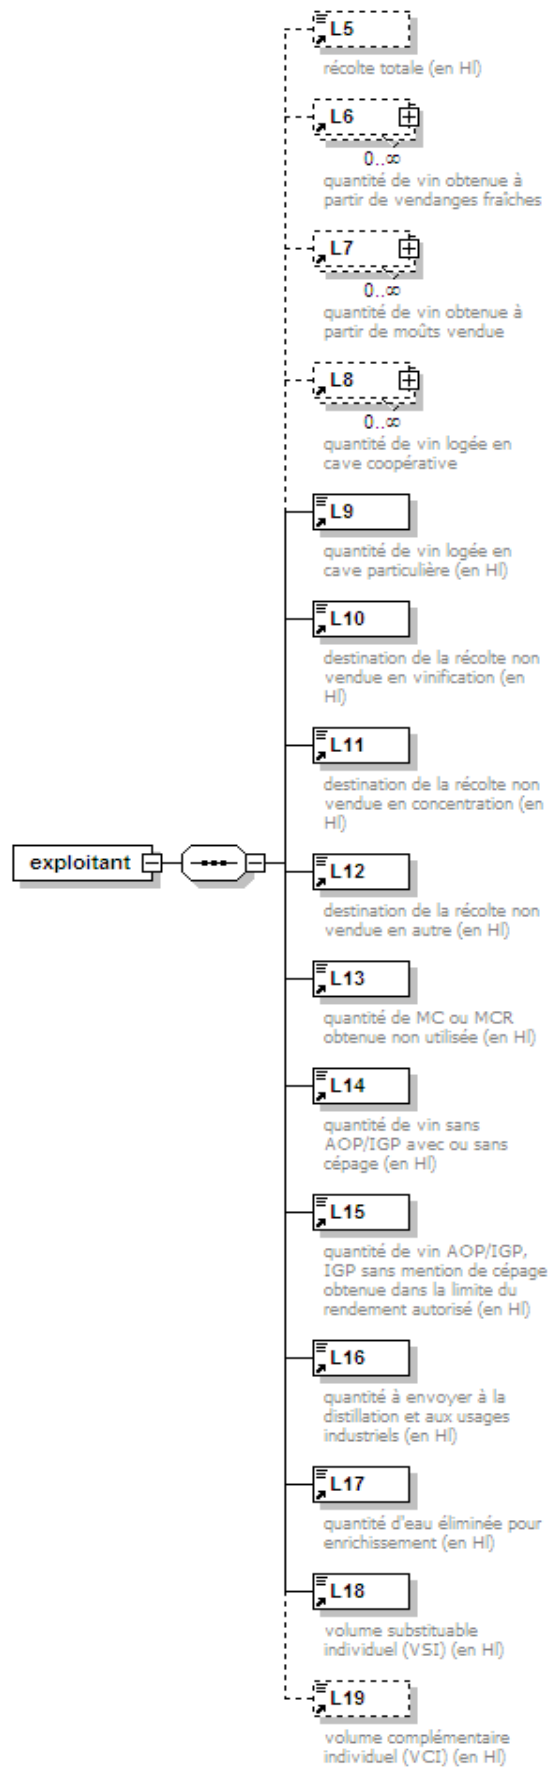 L5
récolte totale (en Hl)
L6
0..∞
quantité de vin obtenue à
partir de vendanges fraîches
L7
0..∞
quantité de vin obtenue à
partir de moûts vendue
L8
0..∞
quantité de vin logée en
cave coopérative
L9
quantité de vin logée en
cave particulière (en Hl)
L10
destination de la récolte non
vendue en vinification (en
Hl)
L11
destination de la récolte non
vendue en concentration (en
Hl)
exploitant
L12
destination de la récolte non
vendue en autre (en Hl)
L13
quantité de MC ou MCR
obtenue non utilisée (en Hl)
L14
quantité de vin sans
AOP/IGP avec ou sans
cépage (en Hl)
L15
quantité de vin AOP/IGP,
IGP sans mention de cépage
obtenue dans la limite du
rendement autorisé (en Hl)
L16
quantité à envoyer à la
distillation et aux usages
industriels (en Hl)
L17
quantité d'eau éliminée pour
enrichissement (en Hl)
L18
volume substituable
individuel (VSI) (en Hl)
L19
volume complémentaire
individuel (VCI) (en Hl)